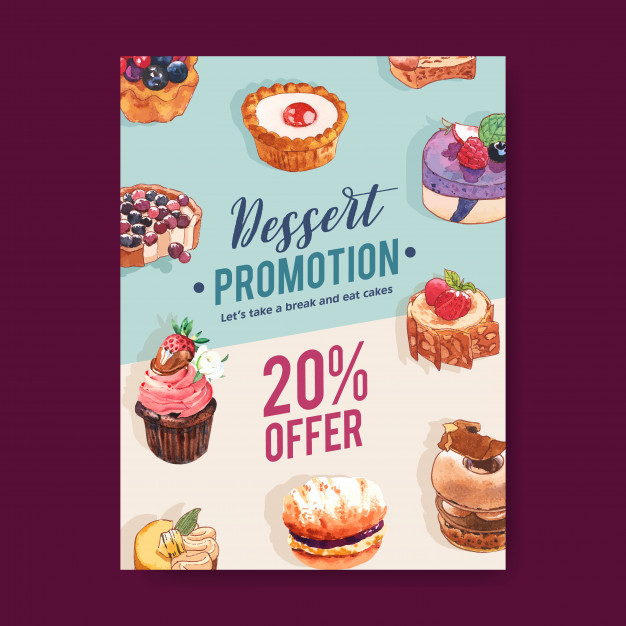 Dessert
• PROMOTION •
Let's take a break and eat cakes
20%
OFFER